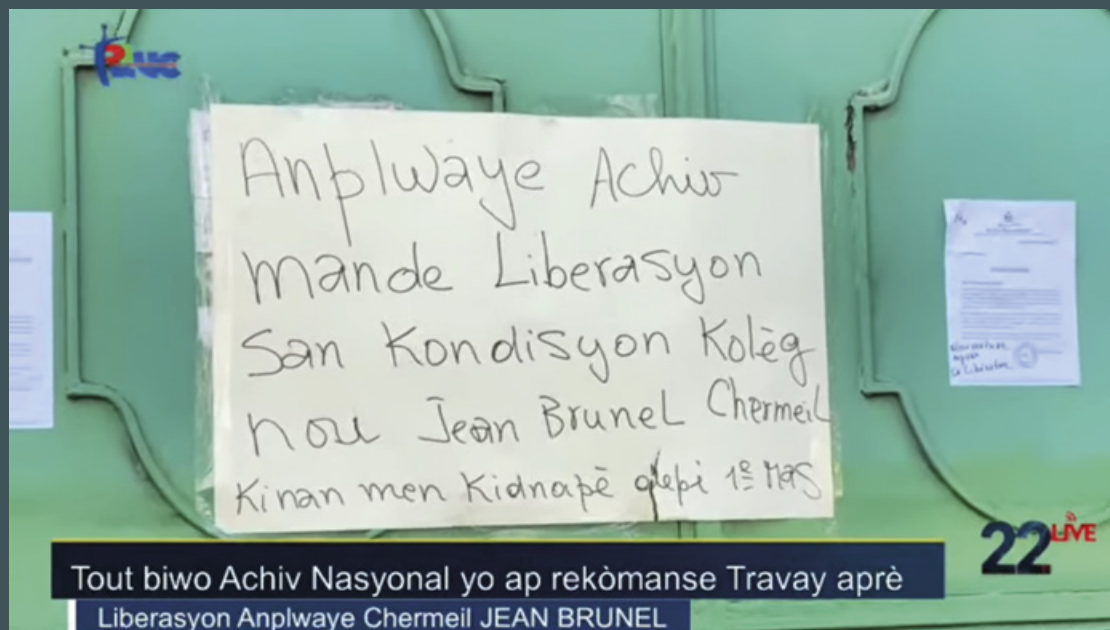 Anplwaye Achiv
mande Liberasyon
San Kondisyon Kolèg
nou Jean Brunel Chermeil
Kinan men Kidnapè depi 1e Mas
22 LIVE
Tout biwo Achiv Nasyonal yo ap rekòmanse Travay aprè
Liberasyon Anplwaye Chermeil JEAN BRUNEL